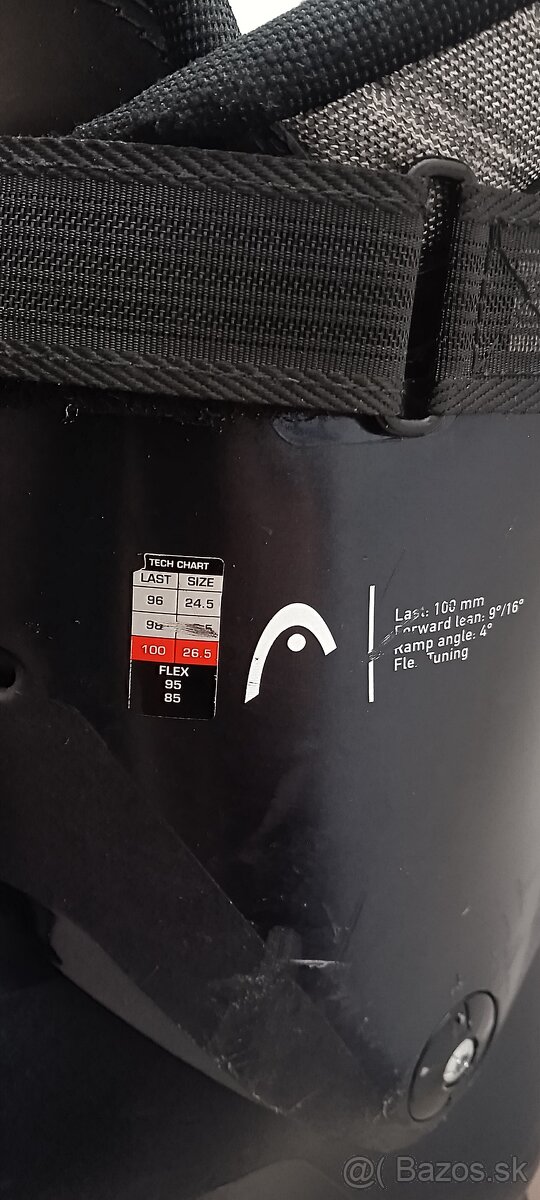 TECH CHART
LAST SIZE
96 24.5
98
100 26.5
FLEX
95
85
Last: 100 mm
Forward lean: 9°/16°
Ramp angle: 4°
Tuning
@( Bazos.sk